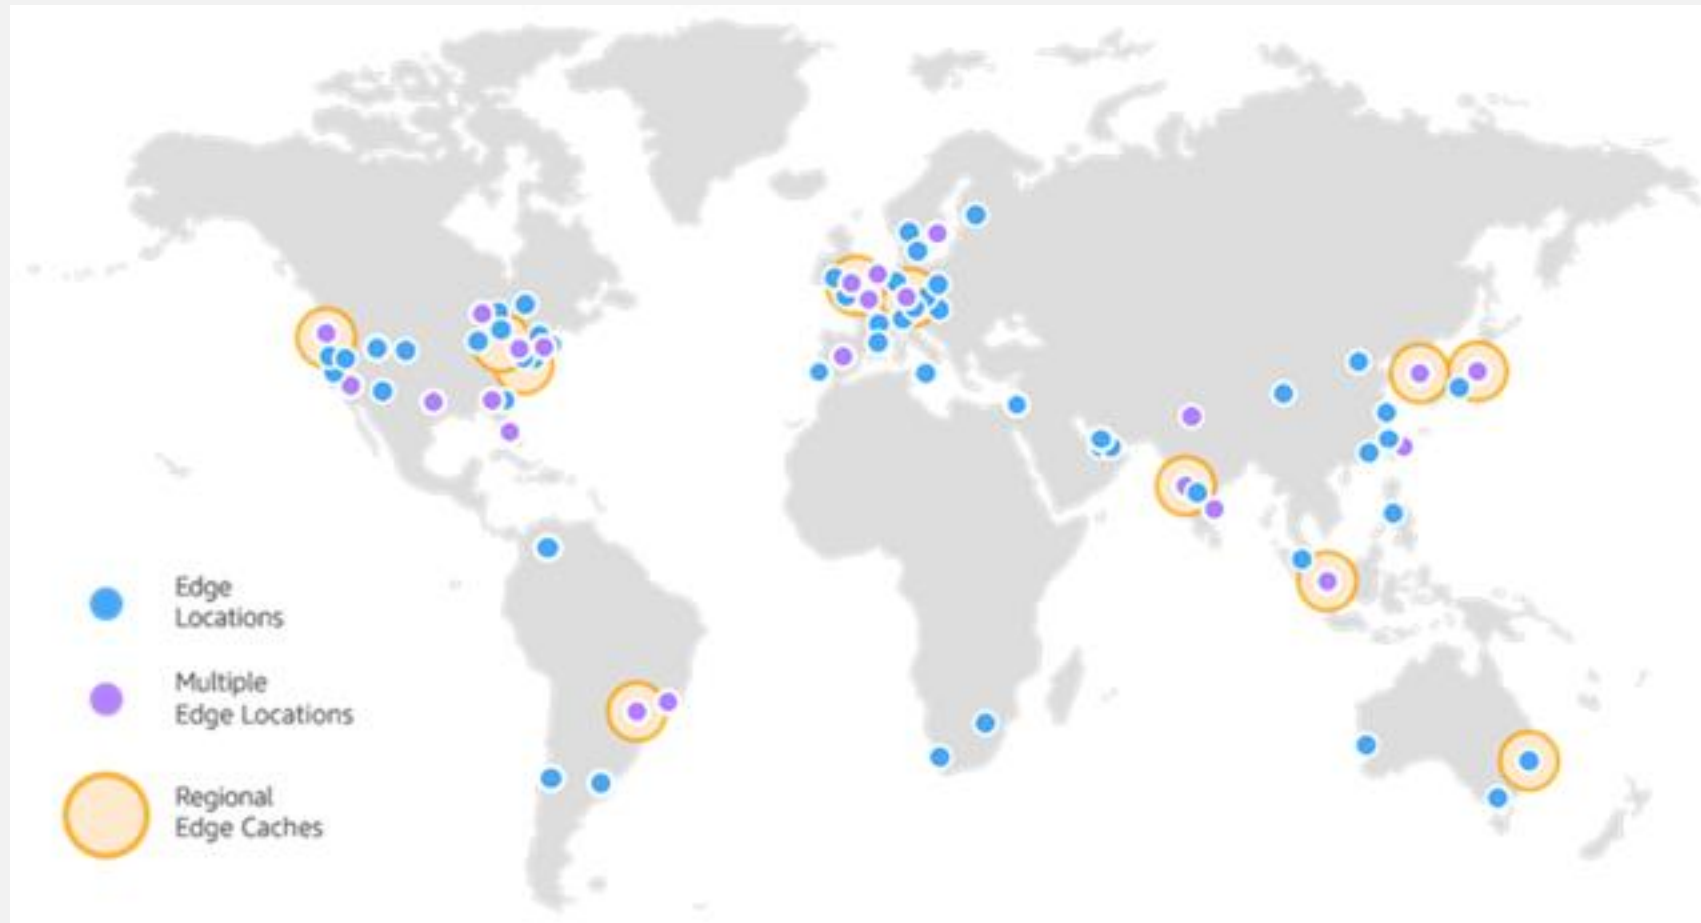 Edge
Locations
Multiple
Edge Locations
Regional
Edge Caches